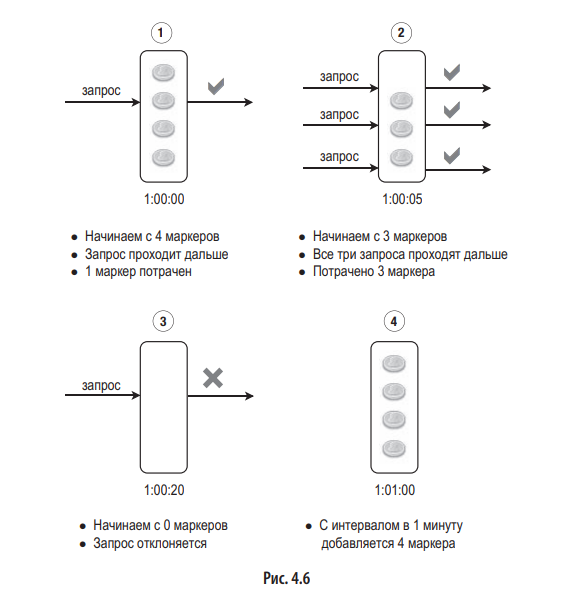 1
запрос
1:00:00
● Начинаем с 4 маркеров
● Запрос проходит дальше
● 1 маркер потрачен
2
запрос
запрос
запрос
1:00:05
● Начинаем с 3 маркеров
● Все три запроса проходят дальше
● Потрачено 3 маркера
3
запрос
1:00:20
● Начинаем с 0 маркеров
● Запрос отклоняется
4
1:01:00
● С интервалом в 1 минуту
добавляется 4 маркера
Рис. 4.6